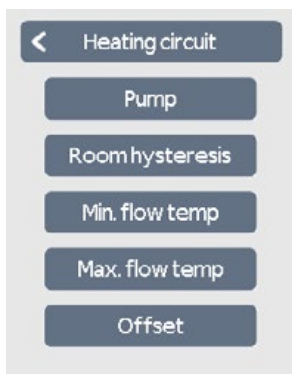 Heating circuit
Pump
Room hysteresis
Min. flow temp
Max. flow temp
Offset